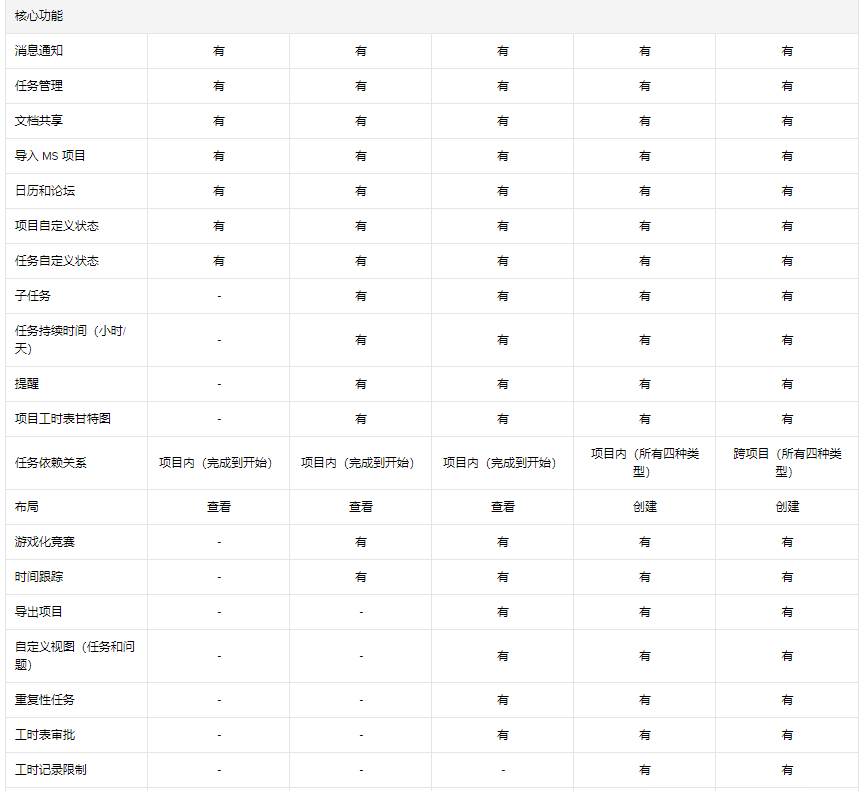 核心功能
消息通知 有 有 有 有 有
任务管理 有 有 有 有 有
文档共享 有 有 有 有 有
导入 MS 项目 有 有 有 有 有
日历和论坛 有 有 有 有 有
项目自定义状态 有 有 有 有 有
任务自定义状态 有 有 有 有 有
子任务 - 有 有 有 有
任务持续时间（小时/
天） - 有 有 有 有
提醒 - 有 有 有 有
项目工时表甘特图 - 有 有 有 有
任务依赖关系 项目内（完成到开始） 项目内（完成到开始） 项目内（完成到开始） 项目内（所有四种类 跨项目（所有四种类
型） 型）
布局 查看 查看 查看 创建 创建
游戏化竞赛 - 有 有 有 有
时间跟踪 - 有 有 有 有
导出项目 - - 有 有 有
自定义视图（任务和问
题） - - 有 有 有
重复性任务 - - 有 有 有
工时表审批 - - 有 有 有
工时记录限制 - - - 有 有